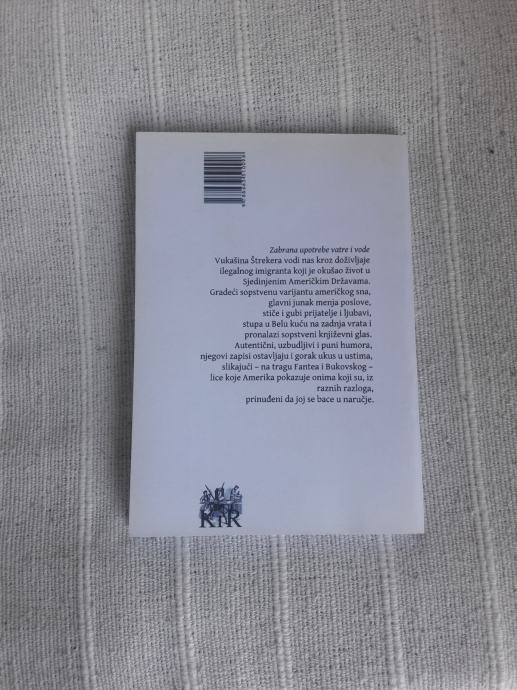 Zabrana upotrebe vatre i vode
Vukašina Štrekera vodi nas kroz doživljaje
ilegalnog imigranta koji je okušao život u
Sjedinjenim Američkim Državama.
Gradeći sopstvenu varijantu američkog sna,
glavni junak menja poslove,
stiče i gubi prijatelje i ljubavi,
stupa u Belu kuću na zadnja vrata i
pronalazi sopstveni književni glas.
Autentični, uzbudljivi i puni humora,
njegovi zapisi ostavljaju i gorak ukus u ustima,
slikajući – na tragu Fantea i Bukovskog –
lice koje Amerika pokazuje onima koji su, iz
raznih razloga,
prinuđeni da joj se bace u naručje.